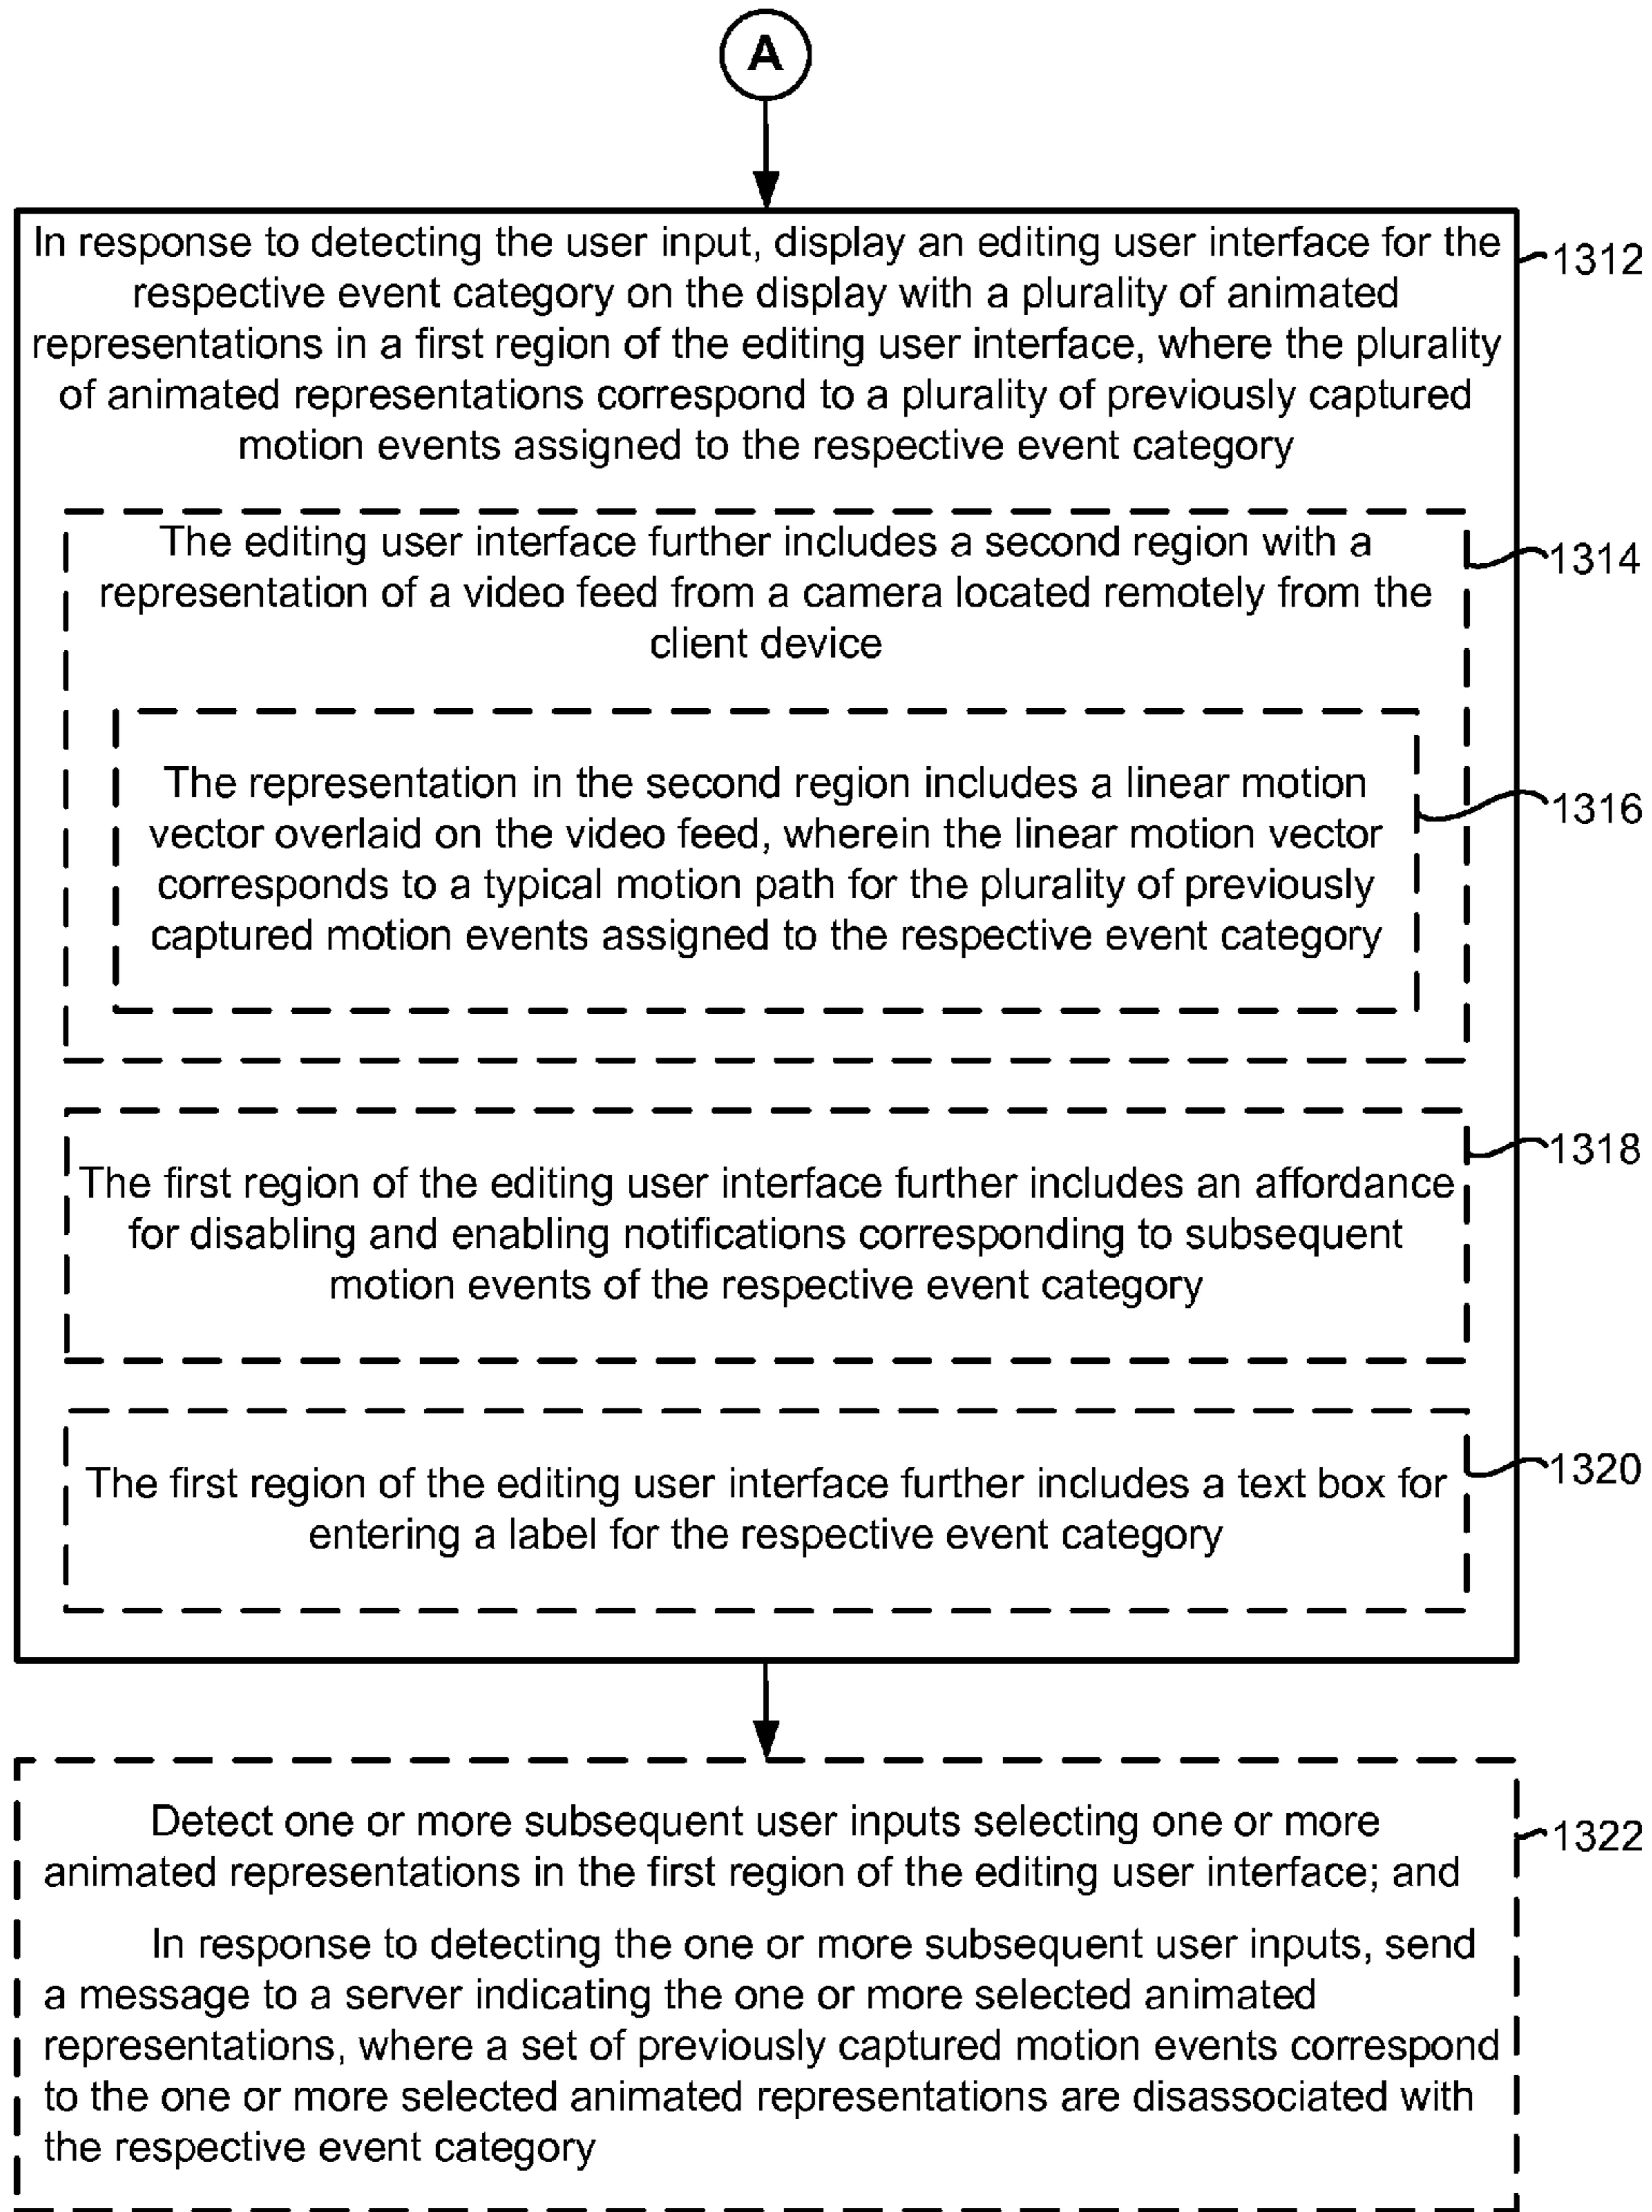 A
In response to detecting the user input, display an editing user interface for the
respective event category on the display with a plurality of animated
representations in a first region of the editing user interface, where the plurality
of animated representations correspond to a plurality of previously captured
motion events assigned to the respective event category
1312
The editing user interface further includes a second region with a
representation of a video feed from a camera located remotely from the
client device
1314
The representation in the second region includes a linear motion
vector overlaid on the video feed, wherein the linear motion vector
corresponds to a typical motion path for the plurality of previously
captured motion events assigned to the respective event category
1316
The first region of the editing user interface further includes an affordance
for disabling and enabling notifications corresponding to subsequent
motion events of the respective event category
1318
The first region of the editing user interface further includes a text box for
entering a label for the respective event category
1320
Detect one or more subsequent user inputs selecting one or more
animated representations in the first region of the editing user interface; and
In response to detecting the one or more subsequent user inputs, send
a message to a server indicating the one or more selected animated
representations, where a set of previously captured motion events correspond
to the one or more selected animated representations are disassociated with
the respective event category
1322